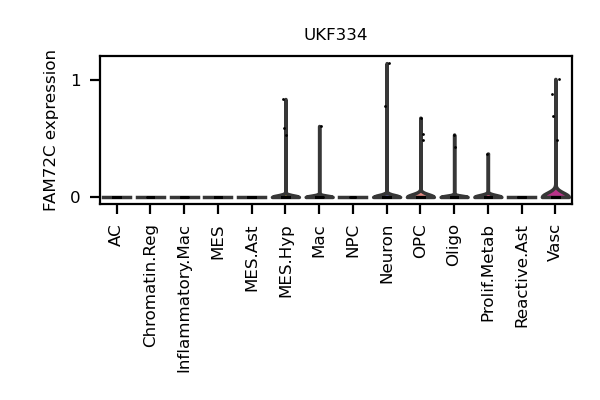 UKF334
FAM72C expression
1
0
AC
Chromatin.Reg
Inflammatory.Mac
MES
MES.Ast
MES.Hyp
Mac
NPC
Neuron
OPC
Oligo
Prolif.Metab
Reactive.Ast
Vasc